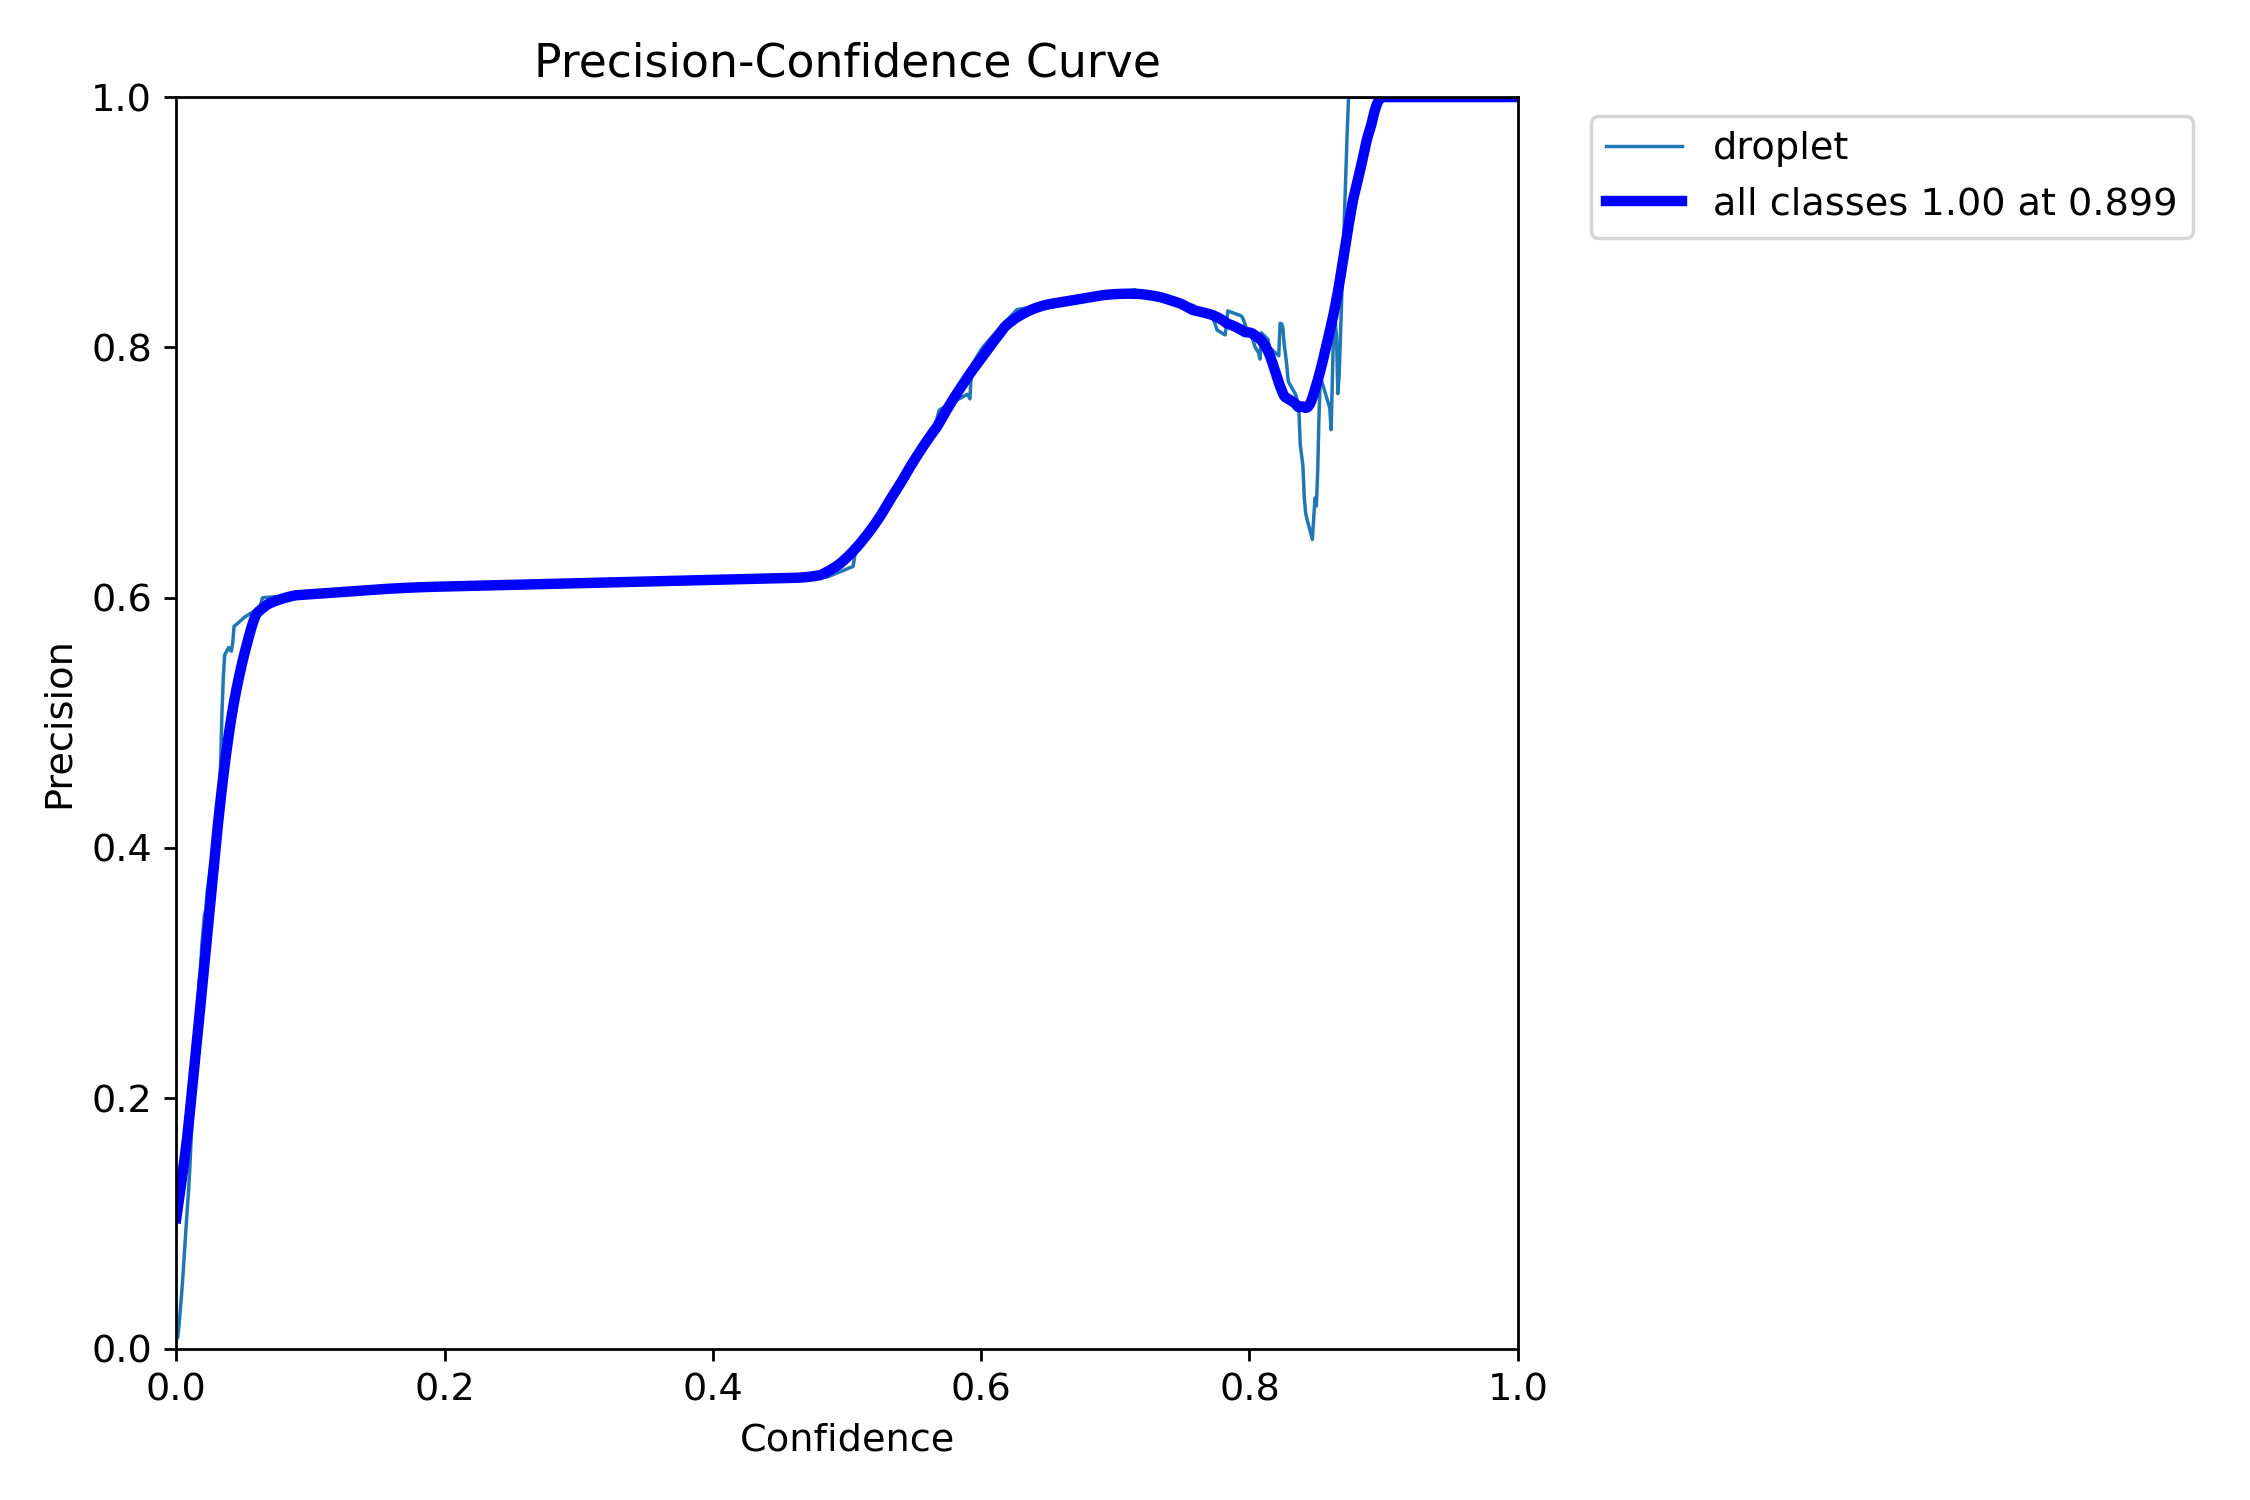 Precision-Confidence Curve
1.0
0.8
0.6
0.4
0.2
0.0
Precision
0.0 0.2 0.4 0.6 0.8 1.0
Confidence
droplet
all classes 1.00 at 0.899